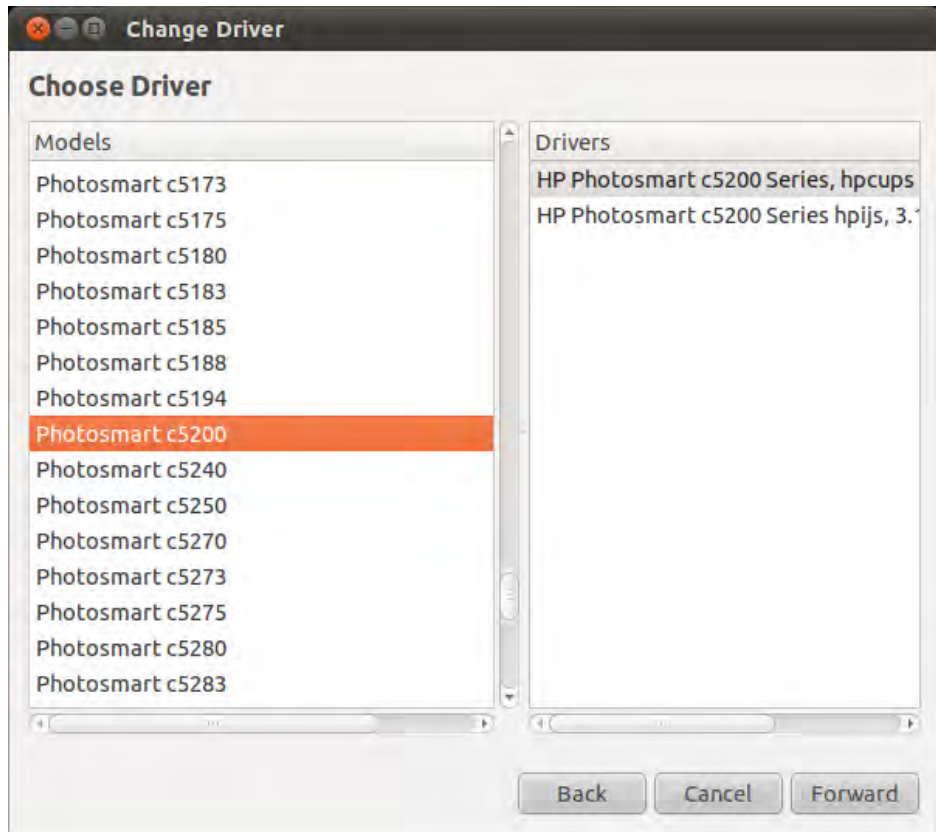 Change Driver
Choose Driver
Models
Photosmart c5173
Photosmart c5175
Photosmart c5180
Photosmart c5183
Photosmart c5185
Photosmart c5188
Photosmart c5194
Photosmart c5200
Photosmart c5240
Photosmart c5250
Photosmart c5270
Photosmart c5273
Photosmart c5275
Photosmart c5280
Photosmart c5283
Drivers
HP Photosmart c5200 Series, hpcups
HP Photosmart c5200 Series hpijs, 3.
Back Cancel Forward